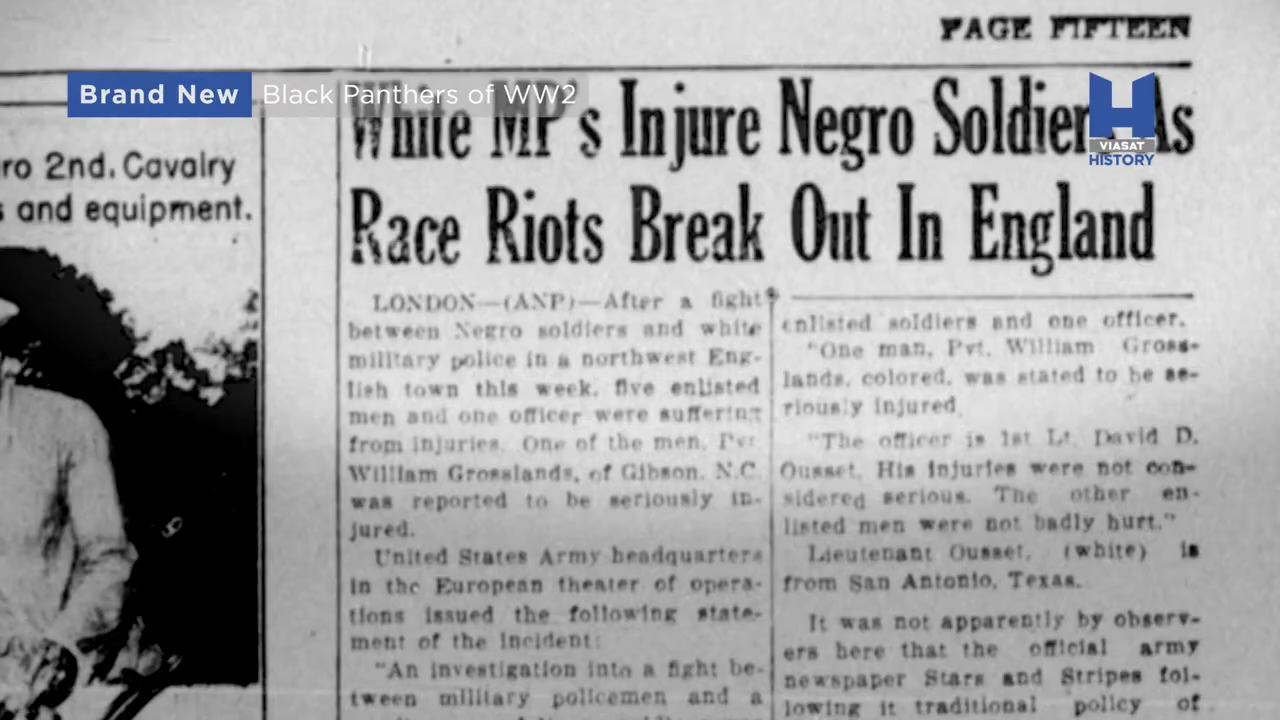 PAGE FIFTEEN
Brand New
Black Panthers of WW2
VIASAT
HISTORY
ro 2nd. Cavalry
and equipment.
White MP's Injure Negro Soldier As
Race Riots Break Out In England
LONDON—(ANP)—After a fight
between Negro soldiers and white
military police in a northwest Eng-
lish town this week, five enlisted
men and one officer were suffering
from injuries. One of the men, Pvt
William Grosslands, of Gibson, N.C.
was reported to be seriously in-
jured.
United States Army headquarters
in the European theater of opera-
tions issued the following state-
ment of the incident:
"An investigation into a fight be-
tween military policemen and a
enlisted soldiers and one officer.
"One man, Pvt. William Gross-
lands, colored, was stated to be se-
riously injured.
"The officer is 1st Lt. David D.
Ousset. His injuries were not con-
sidered serious. The other en-
listed men were not badly hurt."
Lieutenant Ousset, (white) is
from San Antonio, Texas.
It was not apparently by observ-
ers here that the official army
newspaper Stars and Stripes fol-
lowing it traditional policy of